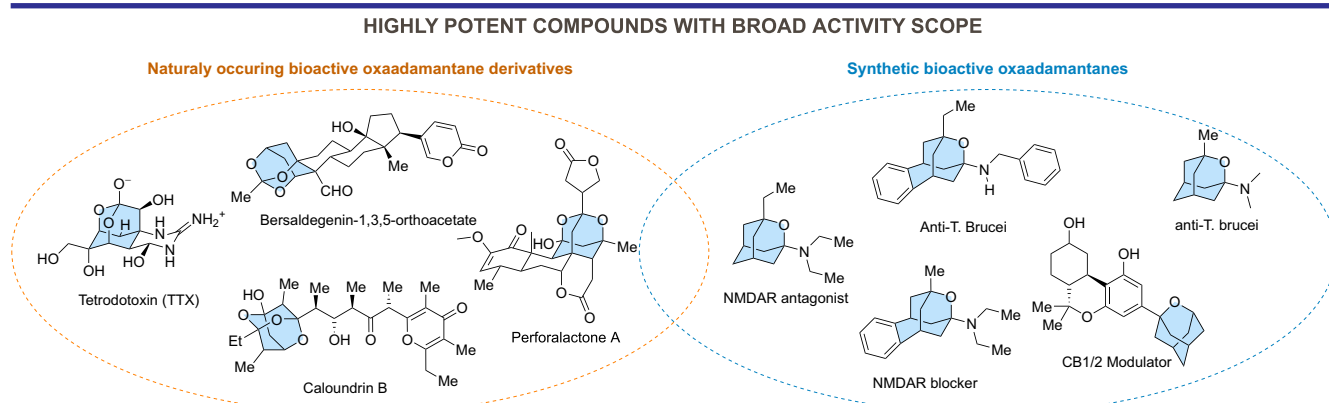 HIGHLY POTENT COMPOUNDS WITH BROAD ACTIVITY SCOPE
Naturaly occuring bioactive oxaadamantane derivatives
Synthetic bioactive oxaadamantanes
O⁻
O
OH
O
H
N
H
NH₂⁺
N
H
HO
OH
HO
Tetrodotoxin (TTX)
HO
Me
O
O
O
O
O
Me
CHO
Bersaldegenin-1,3,5-orthoacetate
HO
Me
O
O
Et
Me
Me
Me
Me
Me
OH
O
O
O
Me
Me
Caloundrin B
O
O
O
O
O
HO
Me
Me
O
O
Perforalactone A
Me
O
N
Me
Me
NMDAR antagonist
Me
O
N
H
Anti-T. Brucei
Me
O
N
anti-T. brucei
Me
O
N
Me
Me
NMDAR blocker
OH
OH
Me
Me
O
O
CB1/2 Modulator